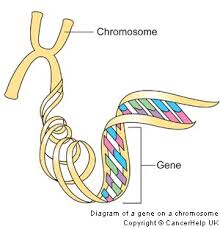 Chromosome
Gene
Diagram of a gene on a chromosome
Copyright © CancerHelp UK